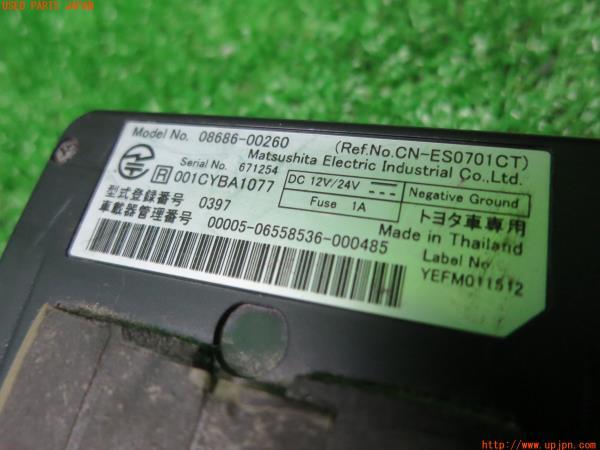 USED PARTS JAPAN
Model No. 08686-00260 (Ref.No.CN-ES0701CT)
Serial No. 671254 Matsushita Electric Industrial Co.,Ltd.
R 001CYBA1077 DC 12V/24V Negative Ground
型式登録番号 0397 Fuse 1A トヨタ車専用
車載器管理番号 00005-06558536-000485 Made in Thailand
Label No.
YEFM011512
http://www.upjpn.com/